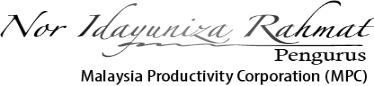 Nor Idayuniza Rahmat
Pengurus
Malaysia Productivity Corporation (MPC)